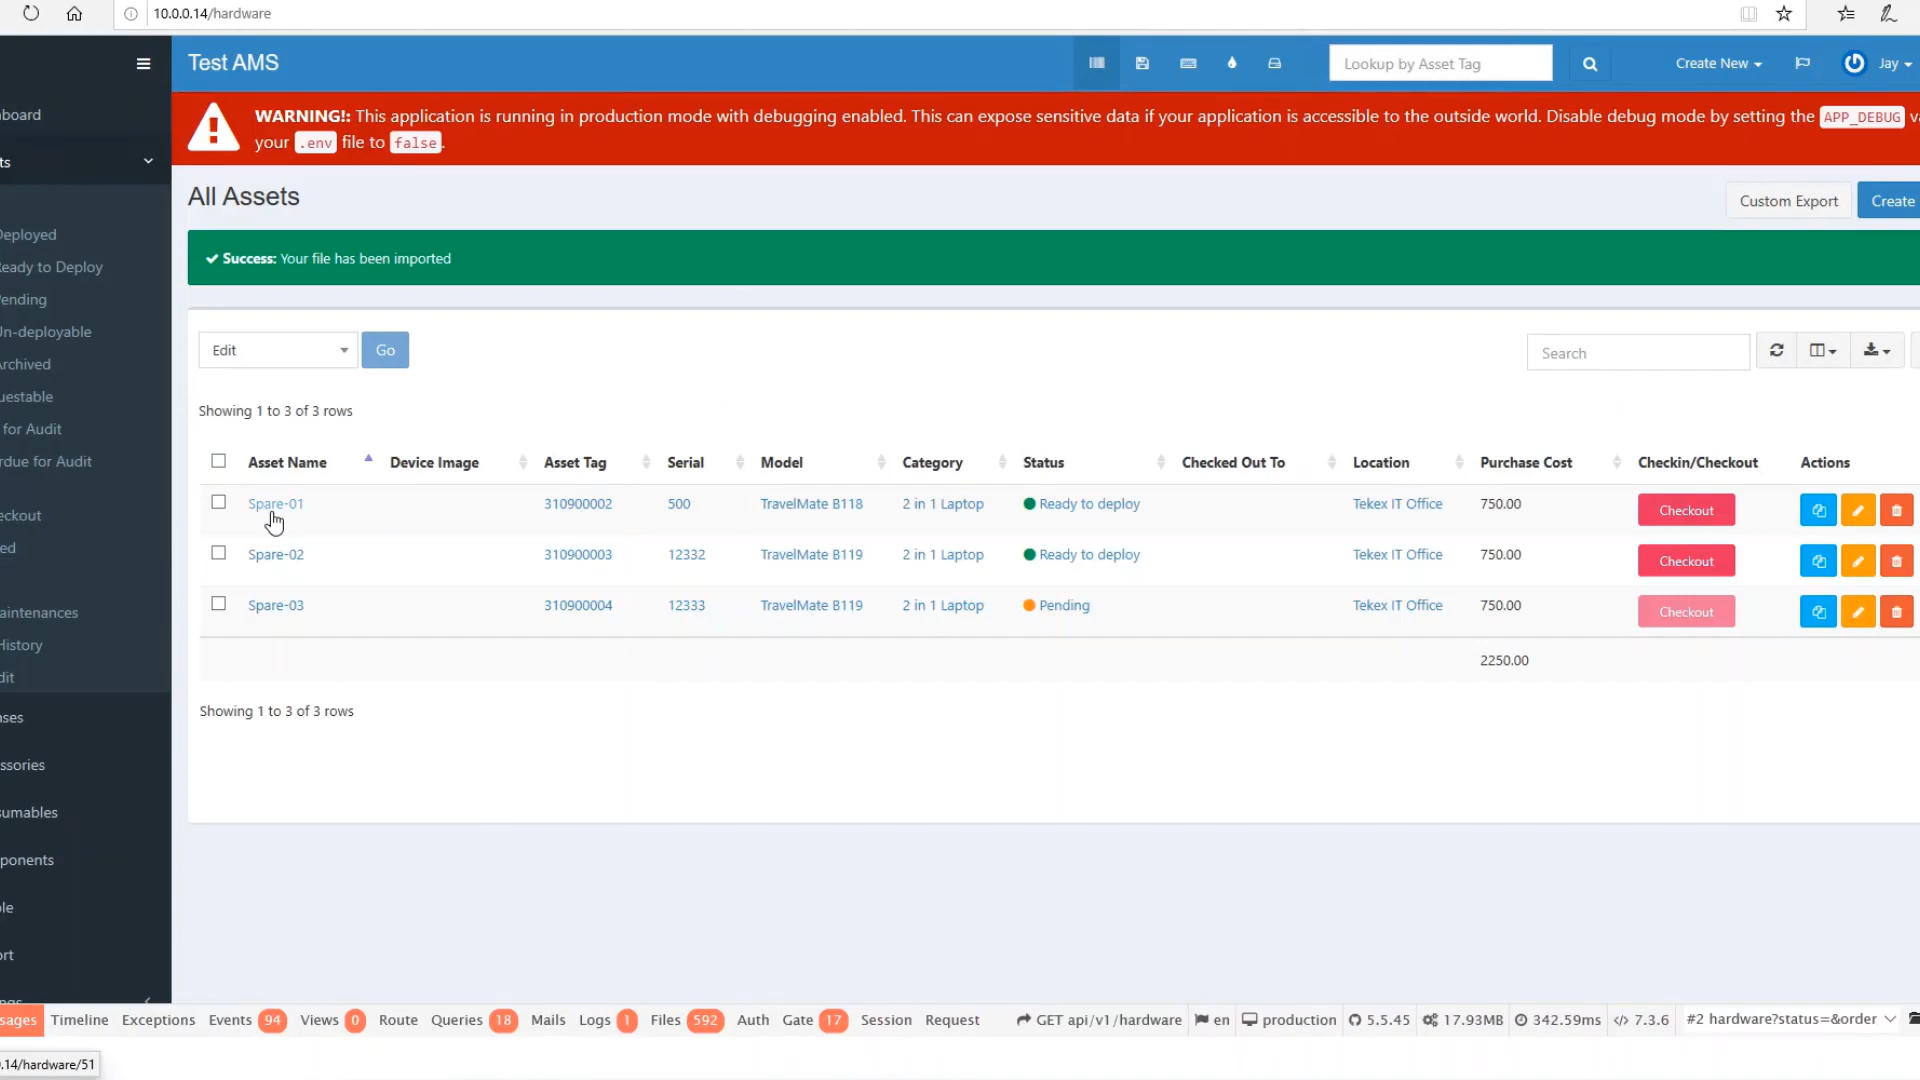 10.0.0.14/hardware
Test AMS
Lookup by Asset Tag
Create New
Jay
WARNING!: This application is running in production mode with debugging enabled. This can expose sensitive data if your application is accessible to the outside world. Disable debug mode by setting the APP_DEBUG va
your .env file to false.
board
ts
Deployed
Ready to Deploy
Pending
Un-deployable
Archived
uestable
for Audit
rdue for Audit
eckout
ed
aintenances
History
dit
nses
ssories
sumables
ponents
le
ort
ngs
All Assets
Custom Export
Create
Success: Your file has been imported
Edit
Go
Search
Showing 1 to 3 of 3 rows
Asset Name Device Image Asset Tag Serial Model Category Status Checked Out To Location Purchase Cost Checkin/Checkout Actions
Spare-01 310900002 500 TravelMate B118 2 in 1 Laptop Ready to deploy Tekex IT Office 750.00 Checkout
Spare-02 310900003 12332 TravelMate B119 2 in 1 Laptop Ready to deploy Tekex IT Office 750.00 Checkout
Spare-03 310900004 12333 TravelMate B119 2 in 1 Laptop Pending Tekex IT Office 750.00 Checkout
2250.00
Showing 1 to 3 of 3 rows
sages Timeline Exceptions Events 94 Views 0 Route Queries 18 Mails Logs 1 Files 592 Auth Gate 17 Session Request GET api/v1/hardware en production 5.5.45 17.93MB 342.59ms 7.3.6 #2 hardware?status=&order
.14/hardware/51